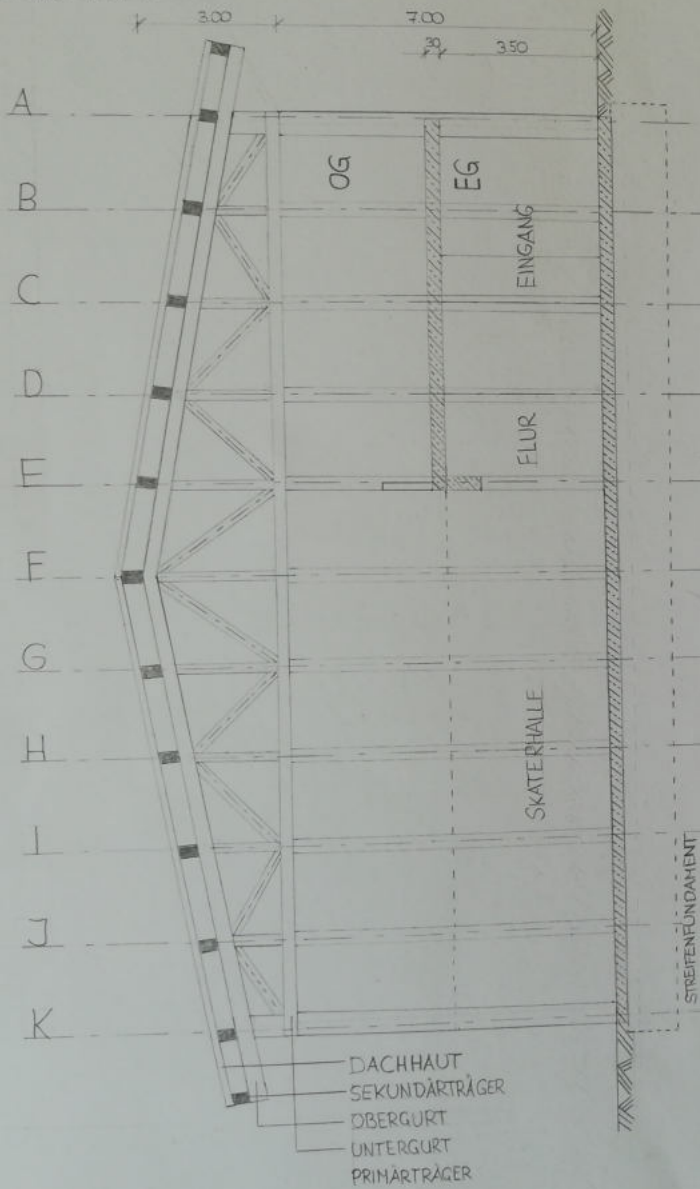 3.00
7.00
30
3.50
A
B
C
D
E
F
G
H
I
J
K
OG
EG
EINGANG
FLUR
SKATERHALLE
STREIFENFUNDAMENT
DACHHAUT
SEKUNDÄRTRÄGER
OBERGURT
UNTERGURT
PRIMÄRTRÄGER